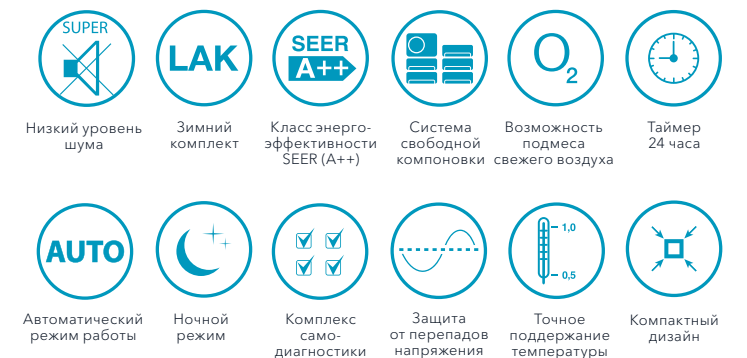 SUPER
LAK
SEER
A++
O2
Низкий уровень
шума
Зимний
комплект
Класс энерго-
эффективности
SEER (A++)
Система
свободной
компоновки
Возможность
подмеса
свежего воздуха
Таймер
24 часа
AUTO
1,0
0,5
Автоматический
режим работы
Ночной
режим
Комплекс
само-
диагностики
Защита
от перепадов
напряжения
Точное
поддержание
температуры
Компактный
дизайн